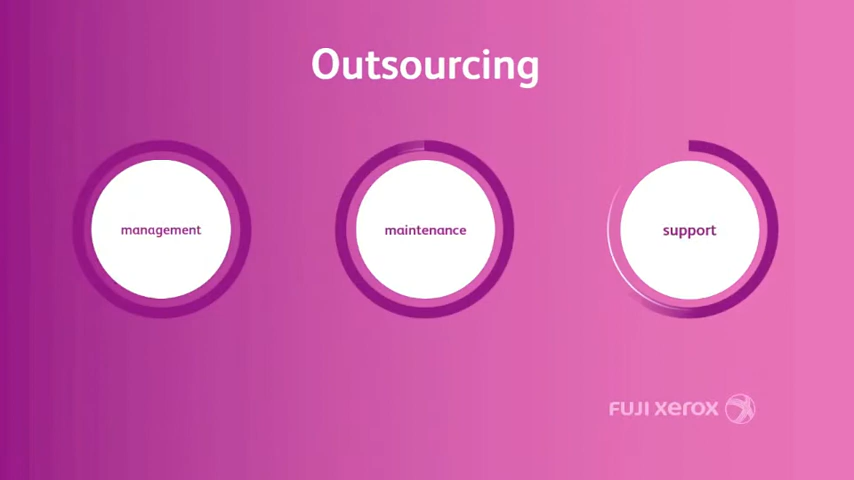 Outsourcing
management
maintenance
support
FUJI xerox